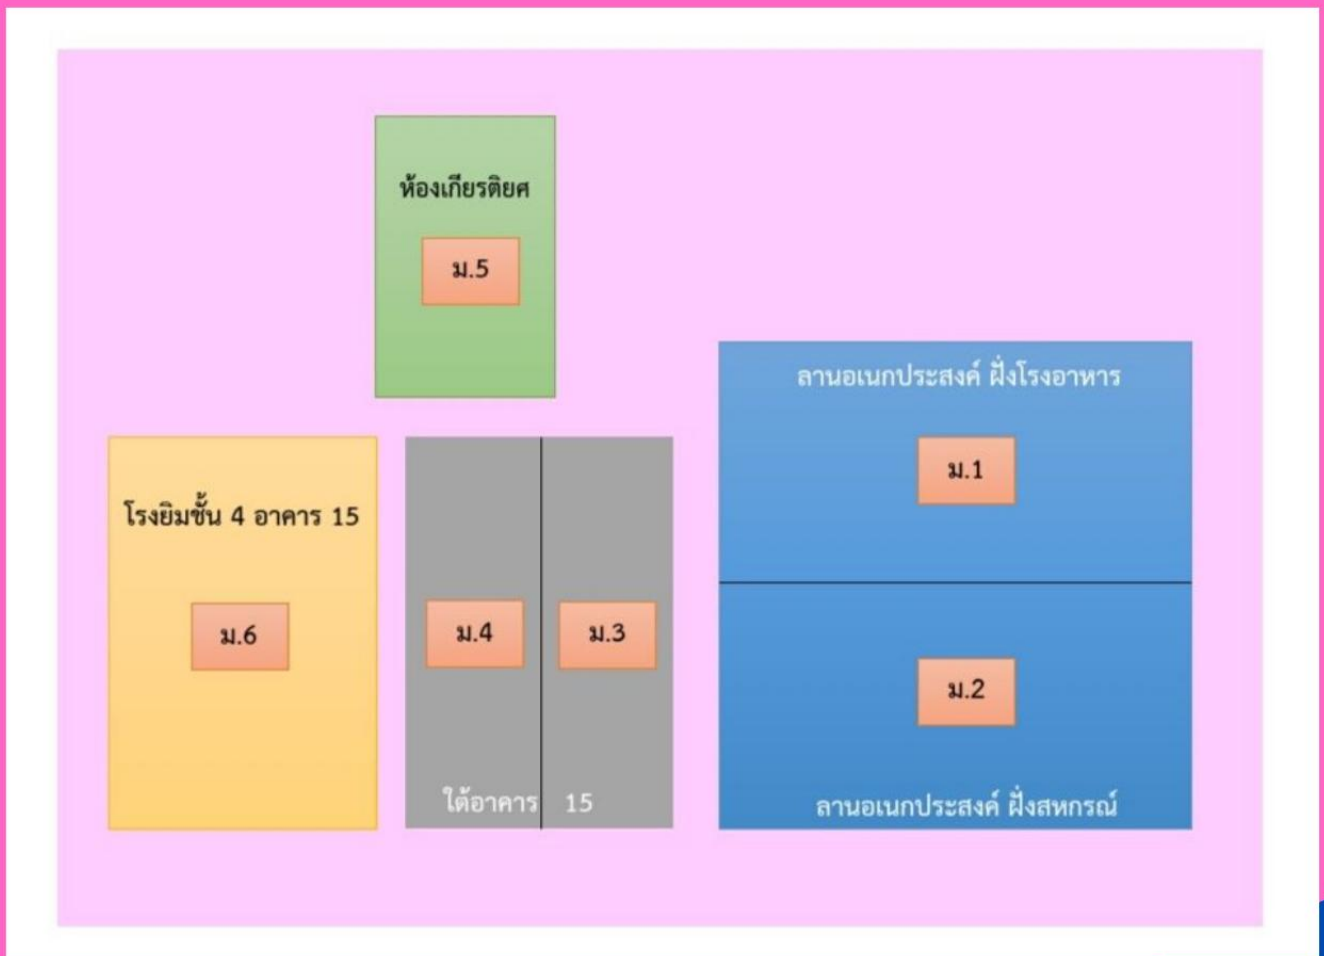 ห้องเกียรติยศ
ม.5
ลานอเนกประสงค์ ฝั่งโรงอาหาร
ม.1
โรงยิมชั้น 4 อาคาร 15
ม.6
ม.4
ม.3
ม.2
ใต้อาคาร 15
ลานอเนกประสงค์ ฝั่งสหกรณ์